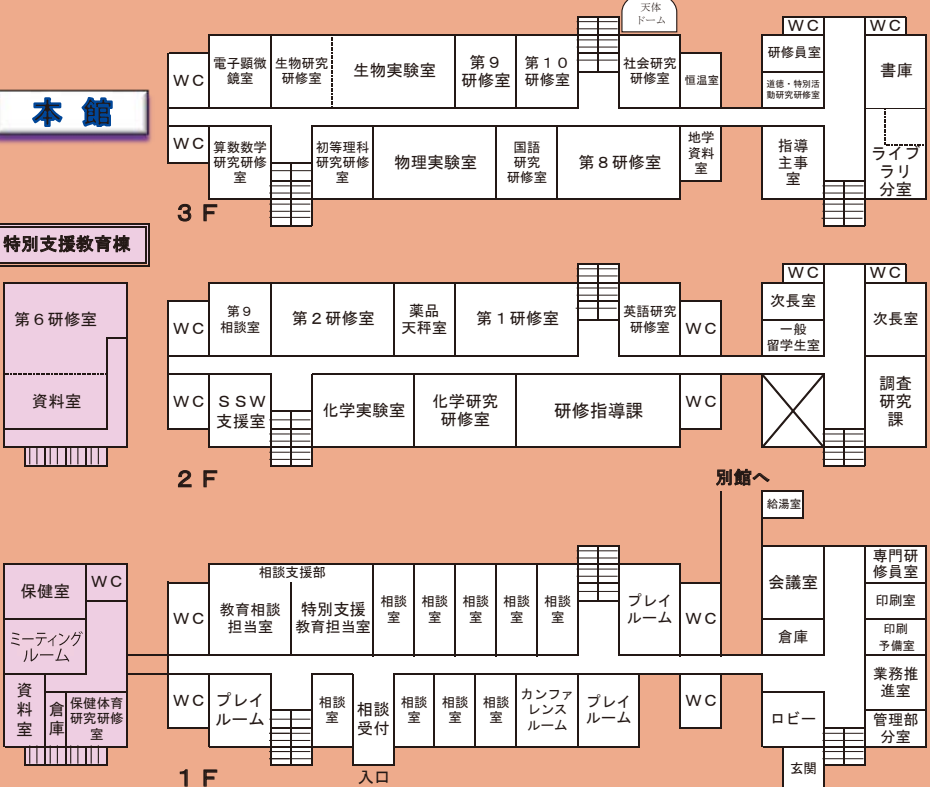 天体
ドーム
ＷＣ
ＷＣ
ＷＣ
電子顕微
鏡室
生物研究
研修室
生物実験室
第９
研修室
第１０
研修室
社会研究
研修室
恒温室
研修員室
道徳・特別活
動研究研修室
書庫
本 館
ＷＣ
算数数学
研究研修
室
初等理科
研究研修
室
物理実験室
国語
研究
研修室
第８研修室
地学
資料
室
指導
主事
室
ライブ
ラリ
分室
３Ｆ
特別支援教育棟
第６研修室
資料室
ＷＣ
第９
相談室
第２研修室
薬品
天秤室
第１研修室
英語研究
研修室
ＷＣ
ＷＣ
ＷＣ
次長室
一般
留学生室
次長室
ＷＣ
ＳＳＷ
支援室
化学実験室
化学研究
研修室
研修指導課
ＷＣ
調査
研究
課
２Ｆ
別館へ
給湯室
保健室
ＷＣ
ミーティング
ルーム
資
料
室
倉
庫
保健体育
研究研修
室
ＷＣ
相談支援部
教育相談
担当室
特別支援
教育担当室
相談
室
相談
室
相談
室
相談
室
相談
室
プレイ
ルーム
ＷＣ
会議室
倉庫
専門研
修員室
印刷室
印刷
予備室
業務推
進室
管理部
分室
ＷＣ
プレイ
ルーム
相談
室
相談
受付
相談
室
相談
室
相談
室
カンファ
レンス
ルーム
プレイ
ルーム
ＷＣ
ロビー
玄関
１Ｆ
入口